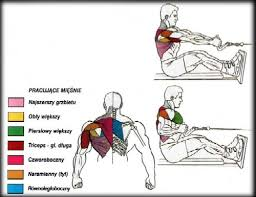 PRACUJĄCE MIĘŚNIE
Najszerszy grzbietu
Obły większy
Piersiowy większy
Triceps - gł. długa
Czworoboczny
Naramienny (tył)
Równoległoboczny